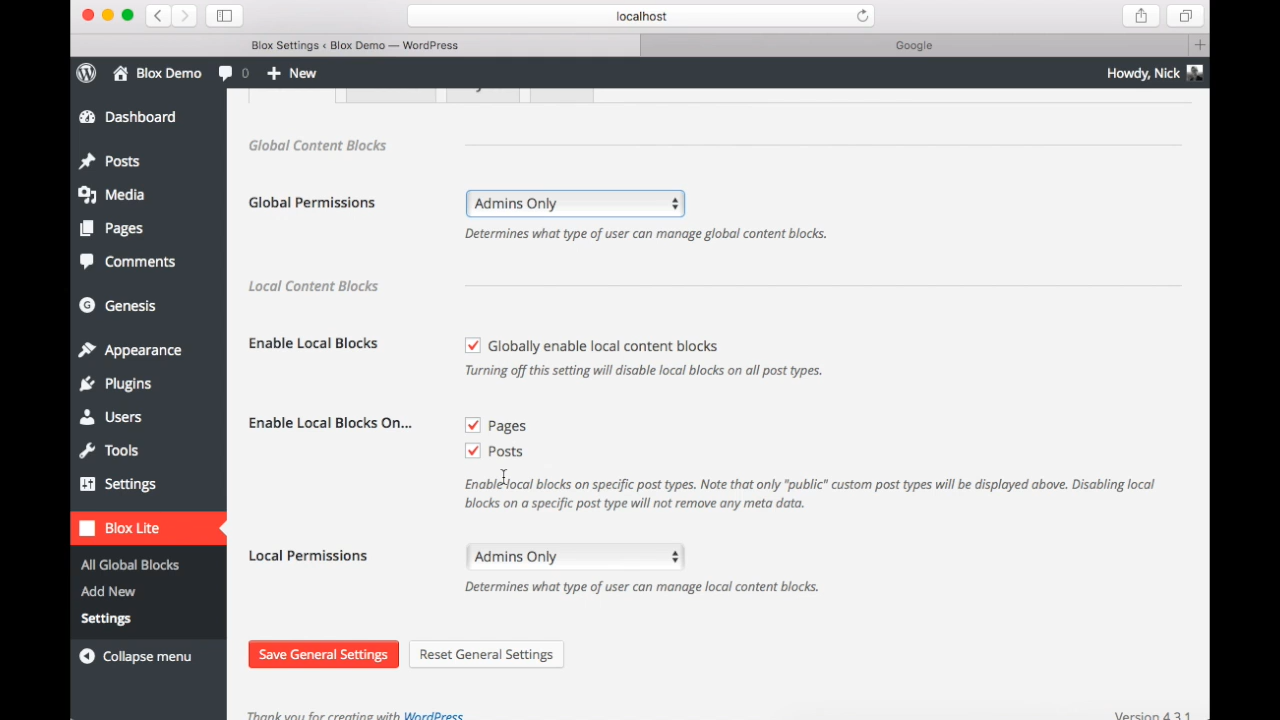 localhost
Blox Settings ‹ Blox Demo — WordPress
Google
Blox Demo
0
New
Howdy, Nick
Dashboard
Posts
Media
Pages
Comments
Genesis
Appearance
Plugins
Users
Tools
Settings
Blox Lite
All Global Blocks
Add New
Settings
Collapse menu
Global Content Blocks
Global Permissions
Admins Only
Determines what type of user can manage global content blocks.
Local Content Blocks
Enable Local Blocks
Globally enable local content blocks
Turning off this setting will disable local blocks on all post types.
Enable Local Blocks On...
Pages
Posts
Enable local blocks on specific post types. Note that only "public" custom post types will be displayed above. Disabling local
blocks on a specific post type will not remove any meta data.
Local Permissions
Admins Only
Determines what type of user can manage local content blocks.
Save General Settings
Reset General Settings
Thank you for creating with WordPress
Version 4.3.1